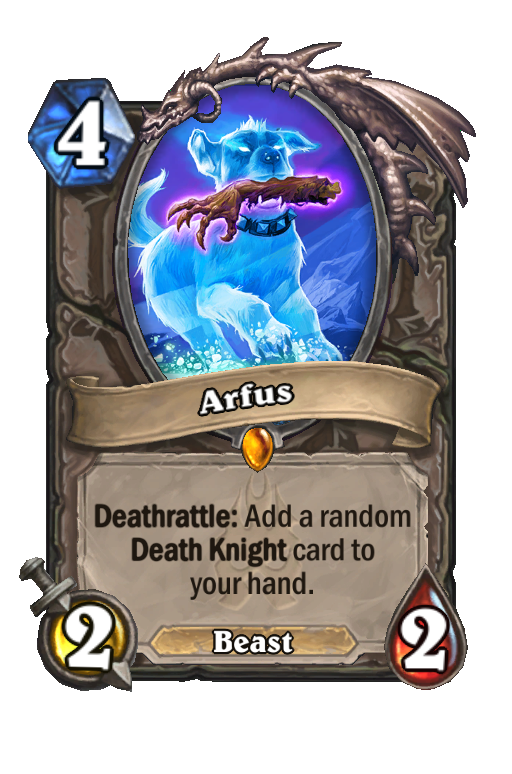 4
Arfus
Deathrattle: Add a random
Death Knight card to
your hand.
2
Beast
2